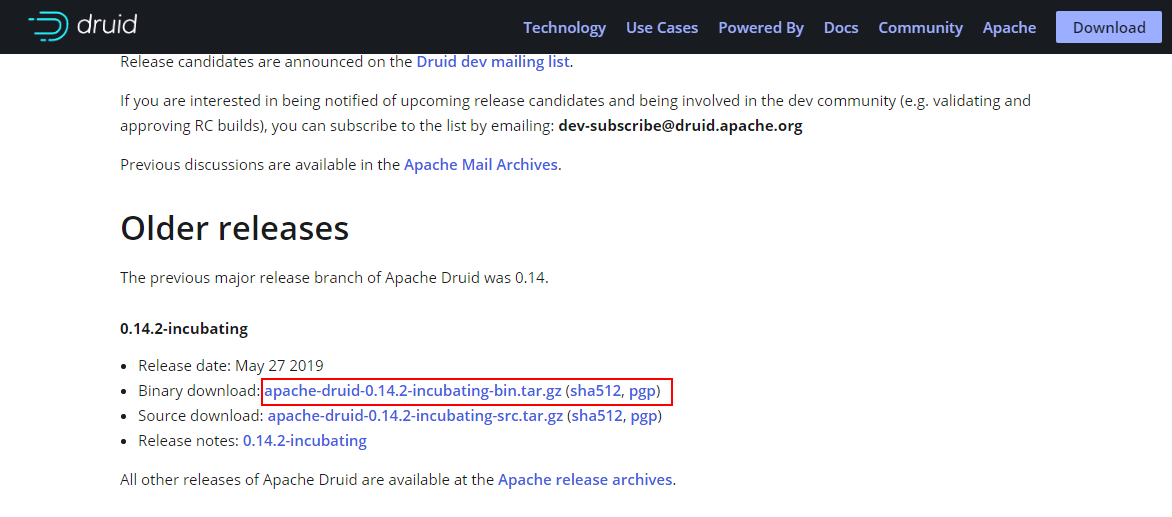 druid
Technology Use Cases Powered By Docs Community Apache Download
Release candidates are announced on the Druid dev mailing list.
If you are interested in being notified of upcoming release candidates and being involved in the dev community (e.g. validating and
approving RC builds), you can subscribe to the list by emailing: dev-subscribe@druid.apache.org
Previous discussions are available in the Apache Mail Archives.
Older releases
The previous major release branch of Apache Druid was 0.14.
0.14.2-incubating
• Release date: May 27 2019
• Binary download: apache-druid-0.14.2-incubating-bin.tar.gz (sha512, pgp)
• Source download: apache-druid-0.14.2-incubating-src.tar.gz (sha512, pgp)
• Release notes: 0.14.2-incubating
All other releases of Apache Druid are available at the Apache release archives.